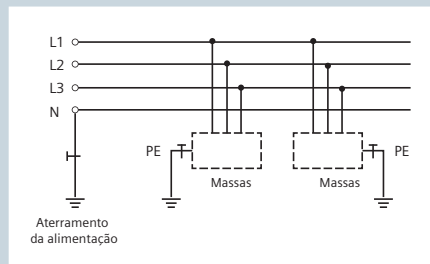 L1
L2
L3
N
PE
PE
Massas
Massas
Aterramento
da alimentação